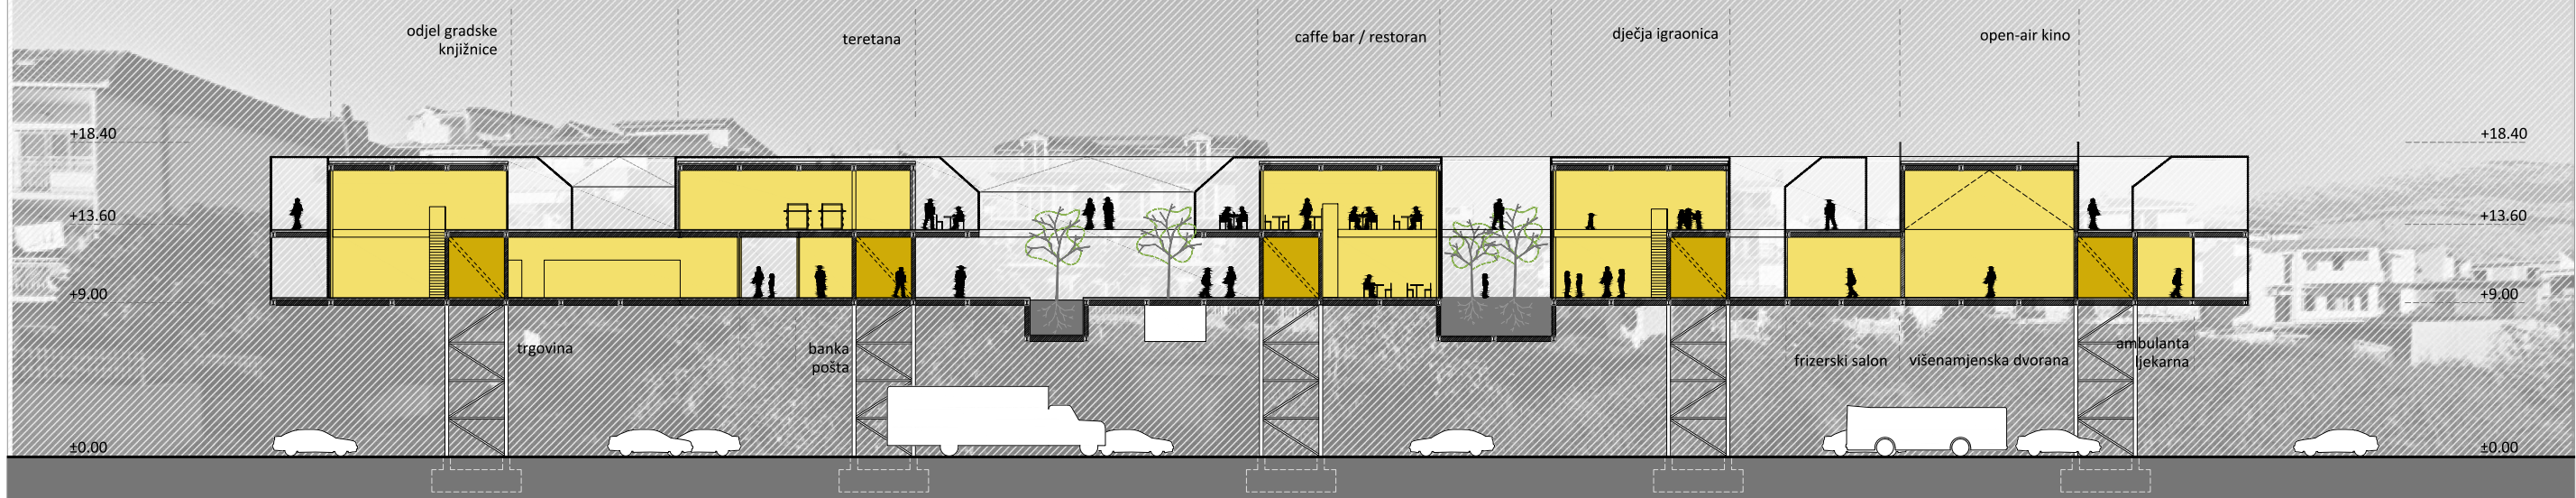 odjel gradske
knjižnice
teretana
caffe bar / restoran
dječja igraonica
open-air kino
+18.40
+18.40
+13.60
+13.60
+9.00
+9.00
trgovina
banka
pošta
frizerski salon
višenamjenska dvorana
ambulanta
ljekarna
±0.00
±0.00